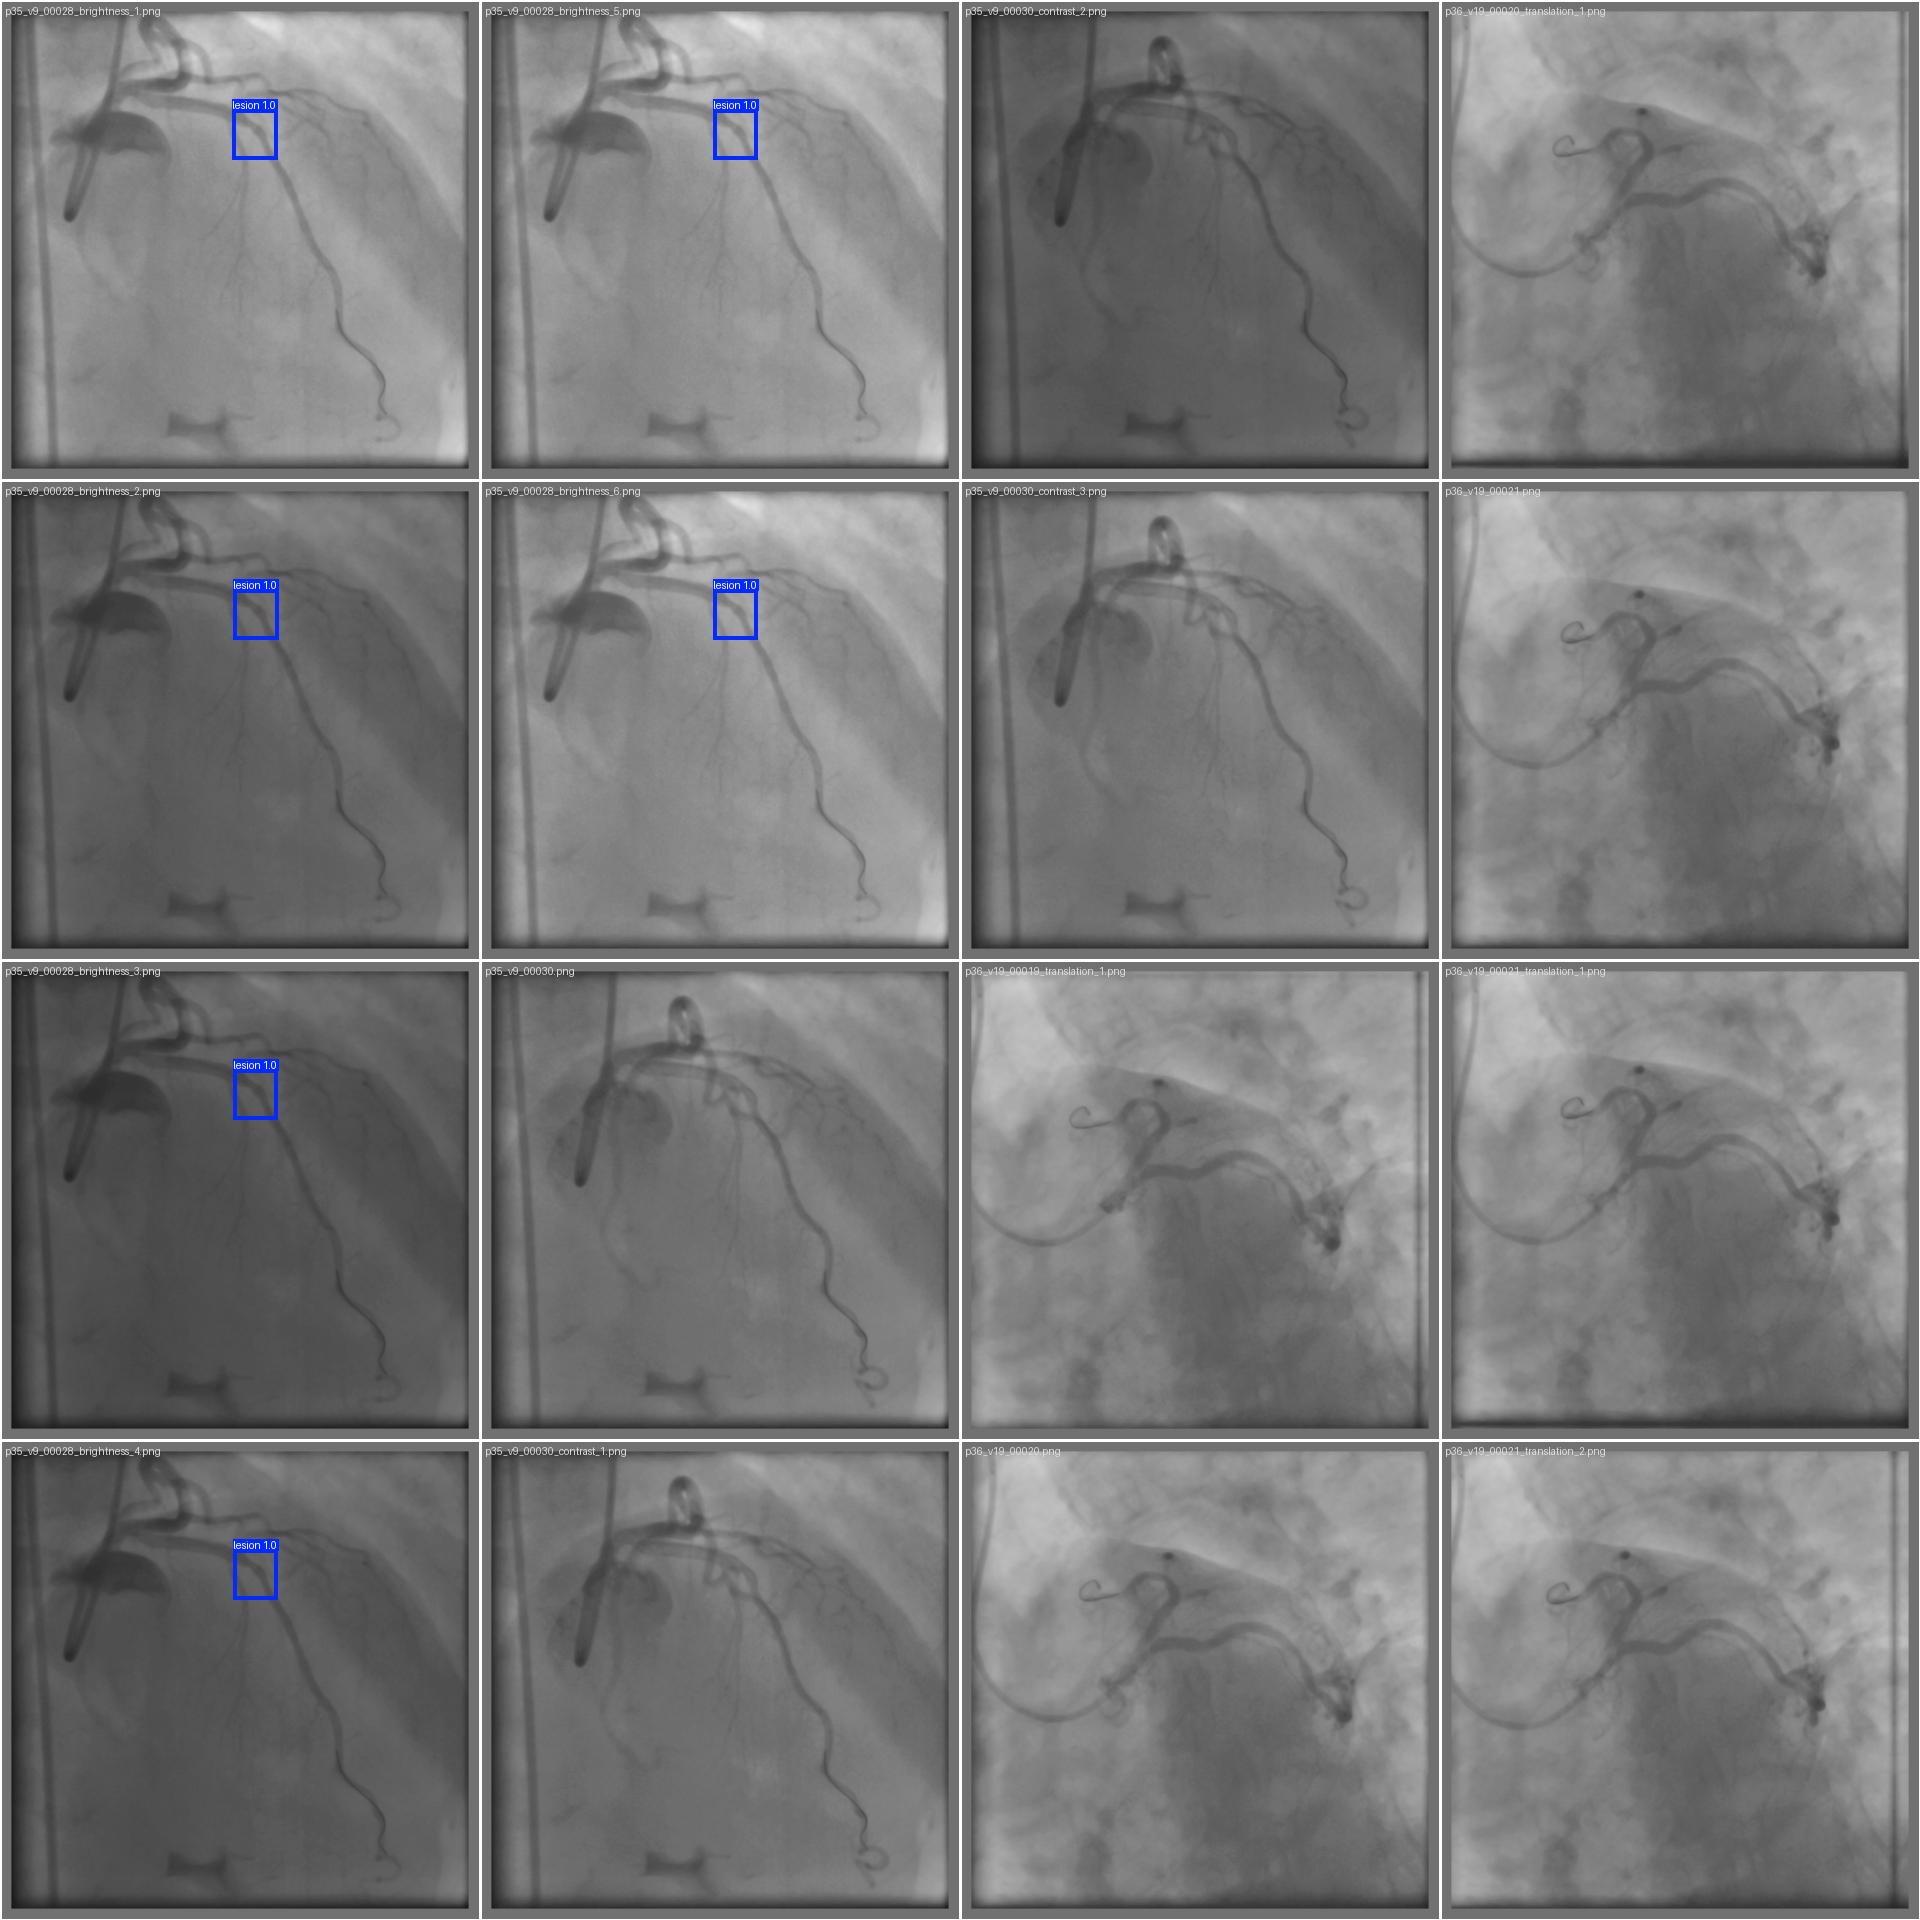 p35_v9_00028_brightness_1.png
lesion 1.0
p35_v9_00028_brightness_5.png
lesion 1.0
p35_v9_00030_contrast_2.png
p36_v19_00020_translation_1.png
p35_v9_00028_brightness_2.png
lesion 1.0
p35_v9_00028_brightness_6.png
lesion 1.0
p35_v9_00030_contrast_3.png
p36_v19_00021.png
p35_v9_00028_brightness_3.png
lesion 1.0
p35_v9_00030.png
p36_v19_00019_translation_1.png
p36_v19_00021_translation_1.png
p35_v9_00028_brightness_4.png
lesion 1.0
p35_v9_00030_contrast_1.png
p36_v19_00020.png
p36_v19_00021_translation_2.png